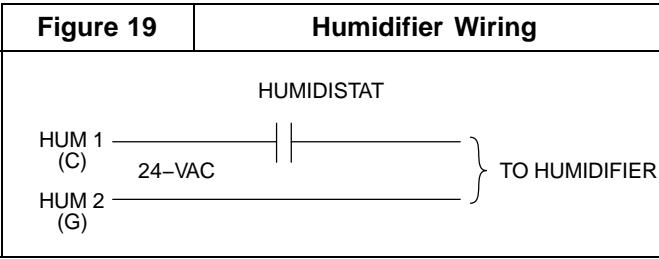 Figure 19
Humidifier Wiring
HUMIDISTAT
HUM 1
(C)
24–VAC
TO HUMIDIFIER
HUM 2
(G)